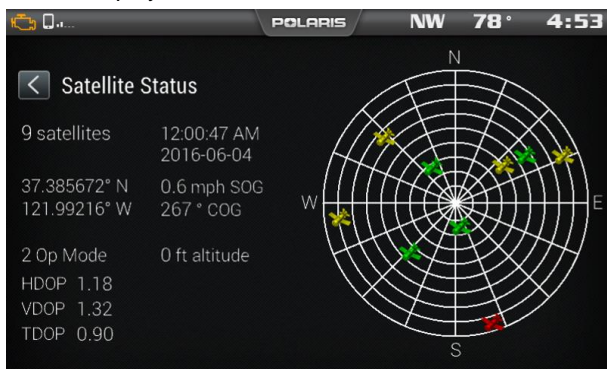 POLARIS NW 78° 4:53
Satellite Status
9 satellites 12:00:47 AM
2016-06-04
37.385672° N 0.6 mph SOG
121.99216° W 267 ° COG
2 Op Mode 0 ft altitude
HDOP 1.18
VDOP 1.32
TDOP 0.90
N
W E
S